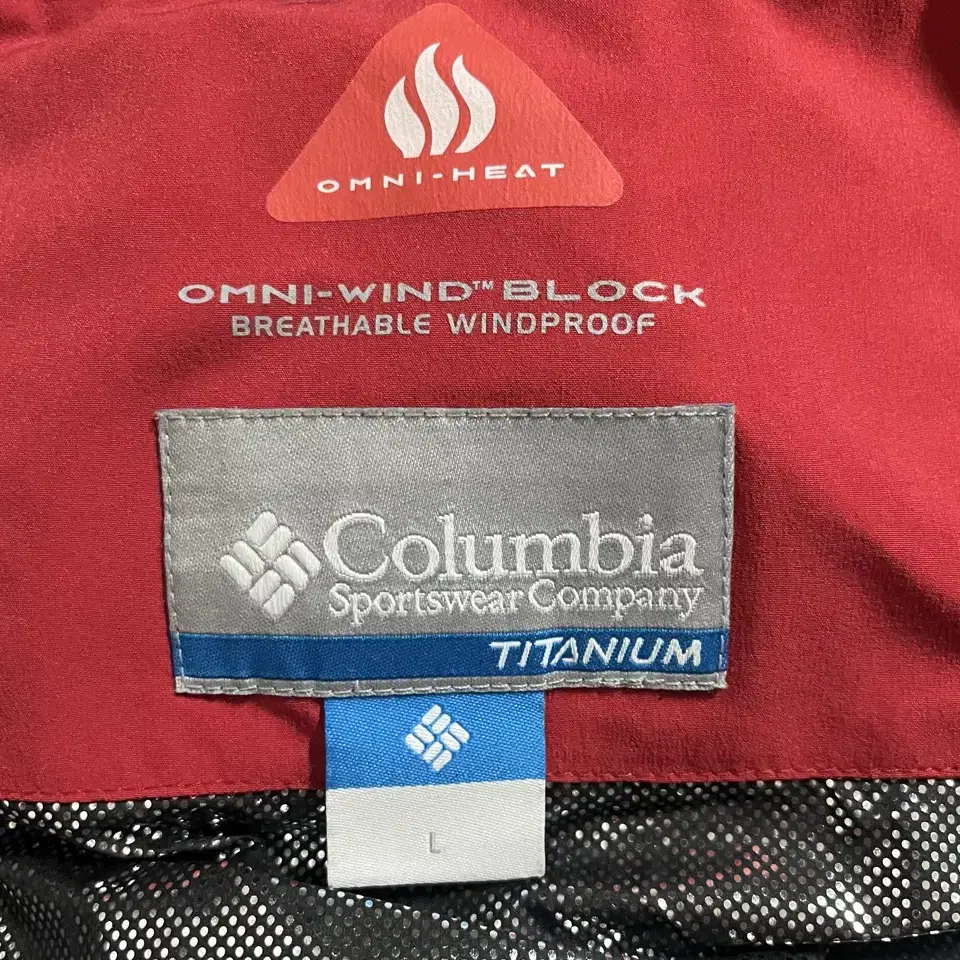 OMNI-HEAT
OMNI-WIND™ BLOCK
BREATHABLE WINDPROOF
Columbia
Sportswear Company
TITANIUM
L